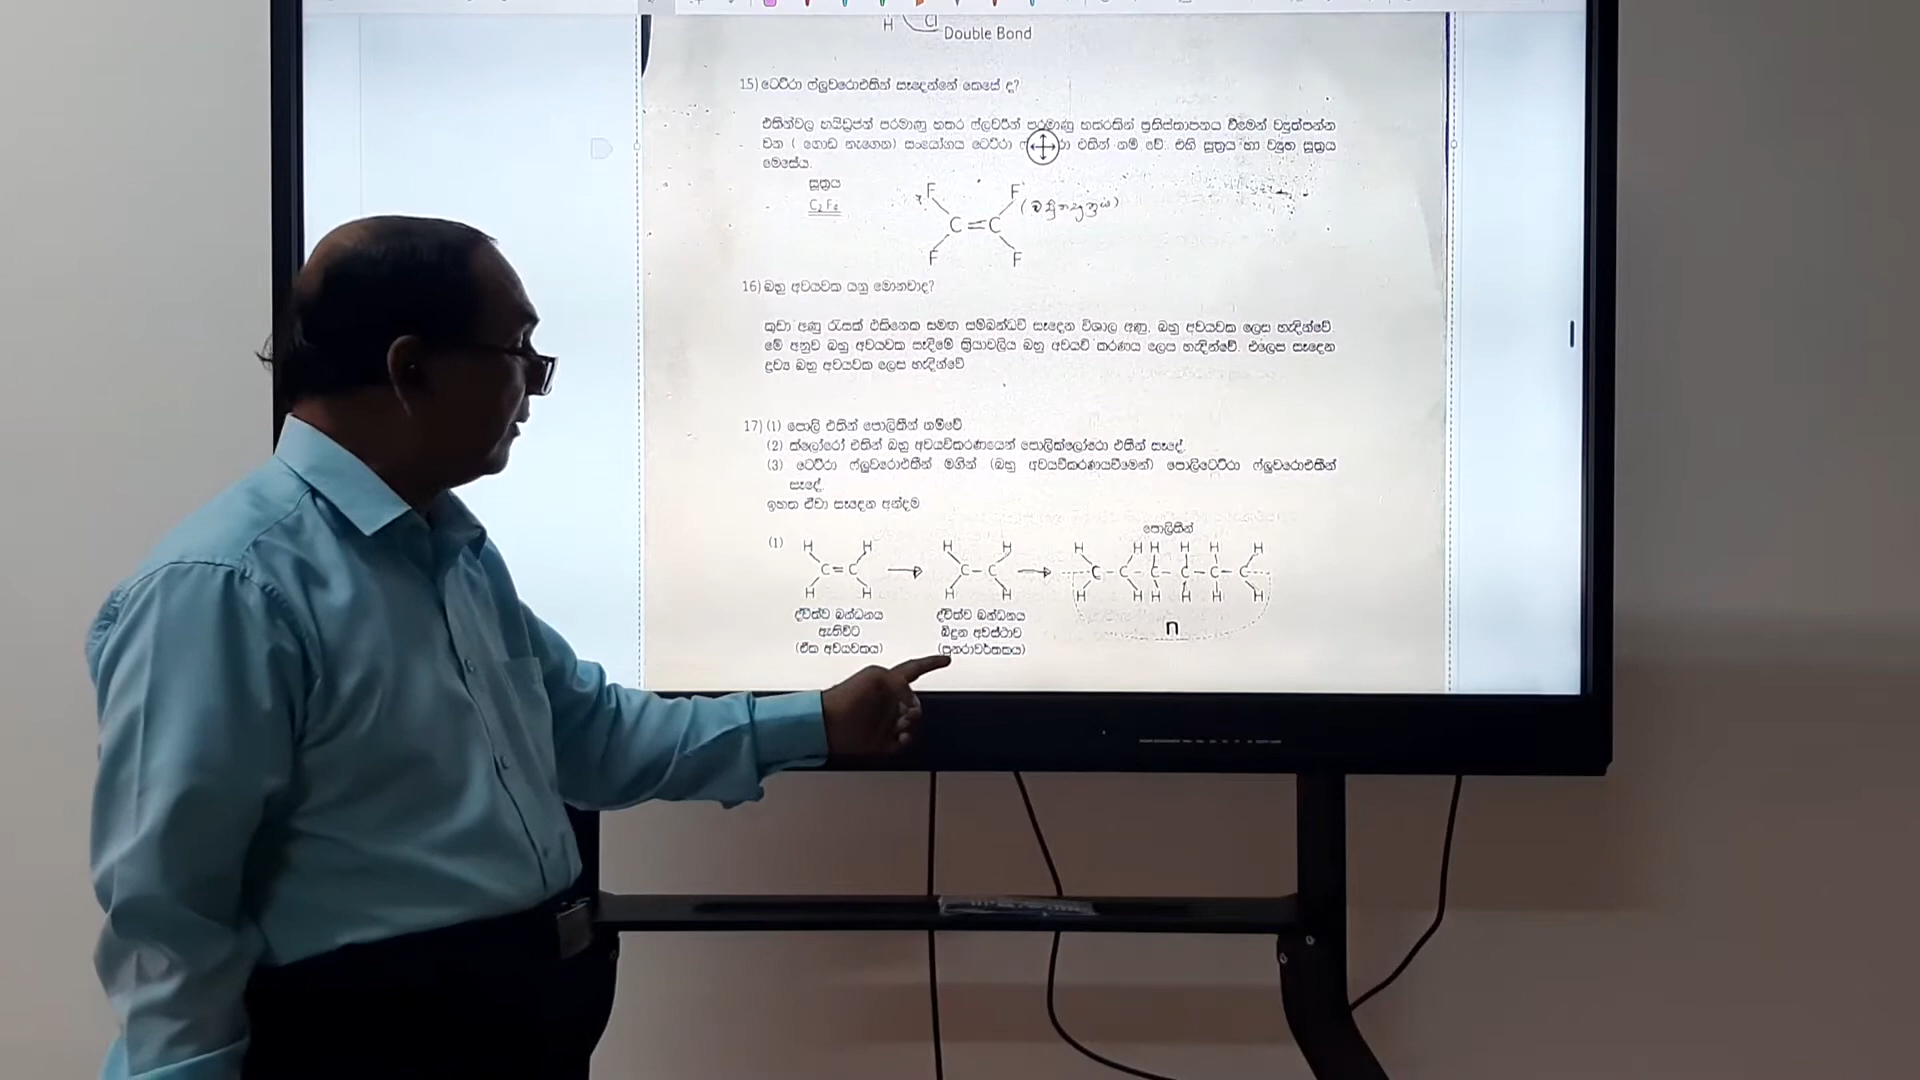 H Cl
Double Bond
15) ටෙට්රා ෆ්ලුවරොඑතින් සෑදෙන්නේ කෙසේ ද?
එතින්වල හයිඩ්‍රජන් පරමාණු හතර ෆ්ලවරින් පරමාණු හතරකින් ප්‍රතිස්තාපනය වීමෙන් ව්‍යුත්පන්න
වන ( ගොඩ නැගෙන) සංයෝගය ටෙට්රා එතින් නම් වේ. එහි සූත්‍රය හා ව්‍යුහ සූත්‍රය
මෙසේය.
සූත්‍රය
F F
C₂F₄
C=C
F F
16) බහු අවයවක යනු මොනවාද?
කුඩා අණු රැසක් එකිනෙක සමඟ සම්බන්ධවී සෑදෙන විශාල අණු, බහු අවයවක ලෙස හැඳින්වේ.
මේ අනුව බහු අවයවක සෑදීමේ ක්‍රියාවලිය බහු අවයවී කරණය ලෙස හැඳින්වේ. එලෙස සෑදෙන
ද්‍රව්‍ය බහු අවයවක ලෙස හැඳින්වේ
17) (1) පොලි එතින් පොලිතින් නම්වේ
(2) ක්ලෝරෝ එතින් බහු අවයවීකරණයෙන් පොලික්ලෝරො එතීන් සෑදේ.
(3) ටෙට්රා ෆ්ලුවරොඑතීන් මගින් (බහු අවයවීකරණයවීමෙන්) පොලිටෙට්රා ෆ්ලුවරොඑතීන්
සෑදේ.
ඉහත ඒවා සෑදෙන අන්දම
පොලිතීන්
(1) H H H H H H H H H H
C=C C-C C-C-C-C-C-C
H H H H H H H H H H
ද්විත්ව බන්ධනය ද්විත්ව බන්ධනය
ඇතිවිට බිඳුන අවස්ථාව
n
(ඒක අවයවකය) (පුනරාවර්තකය)